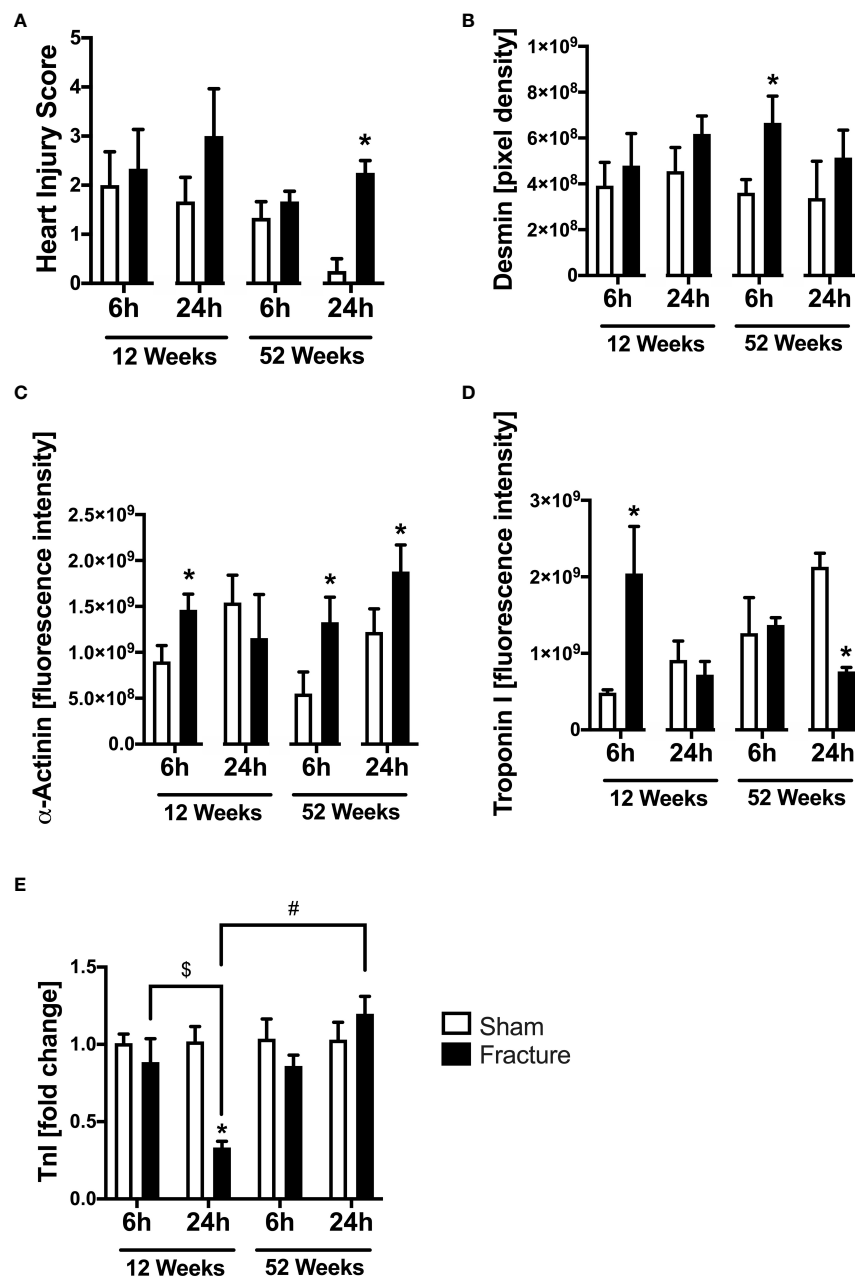 A
Heart Injury Score
5
4
3
2
1
0
*
6h 24h 6h 24h
12 Weeks 52 Weeks
B
Desmin [pixel density]
1×10⁹
8×10⁸
6×10⁸
4×10⁸
2×10⁸
0
*
6h 24h 6h 24h
12 Weeks 52 Weeks
C
α-Actinin [fluorescence intensity]
2.5×10⁹
2.0×10⁹
1.5×10⁹
1.0×10⁹
5.0×10⁸
0.0
* * *
6h 24h 6h 24h
12 Weeks 52 Weeks
D
Troponin I [fluorescence intensity]
3×10⁹
2×10⁹
1×10⁹
0
* *
6h 24h 6h 24h
12 Weeks 52 Weeks
E
TnI [fold change]
1.5
1.0
0.5
0.0
#
$
*
6h 24h 6h 24h
12 Weeks 52 Weeks
Sham
Fracture